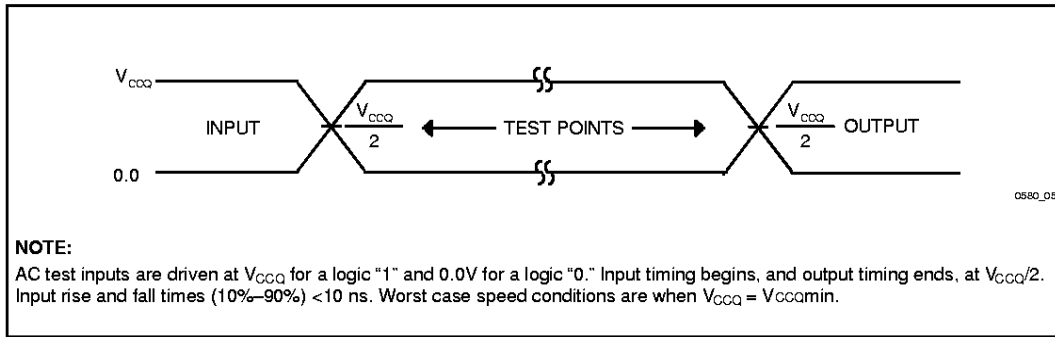 VCCQ
INPUT
VCCQ
2
TEST POINTS
VCCQ
2
OUTPUT
0.0
0580_05
NOTE:
AC test inputs are driven at VCCQ for a logic "1" and 0.0V for a logic "0." Input timing begins, and output timing ends, at VCCQ/2.
Input rise and fall times (10%–90%) <10 ns. Worst case speed conditions are when VCCQ = VCCQmin.